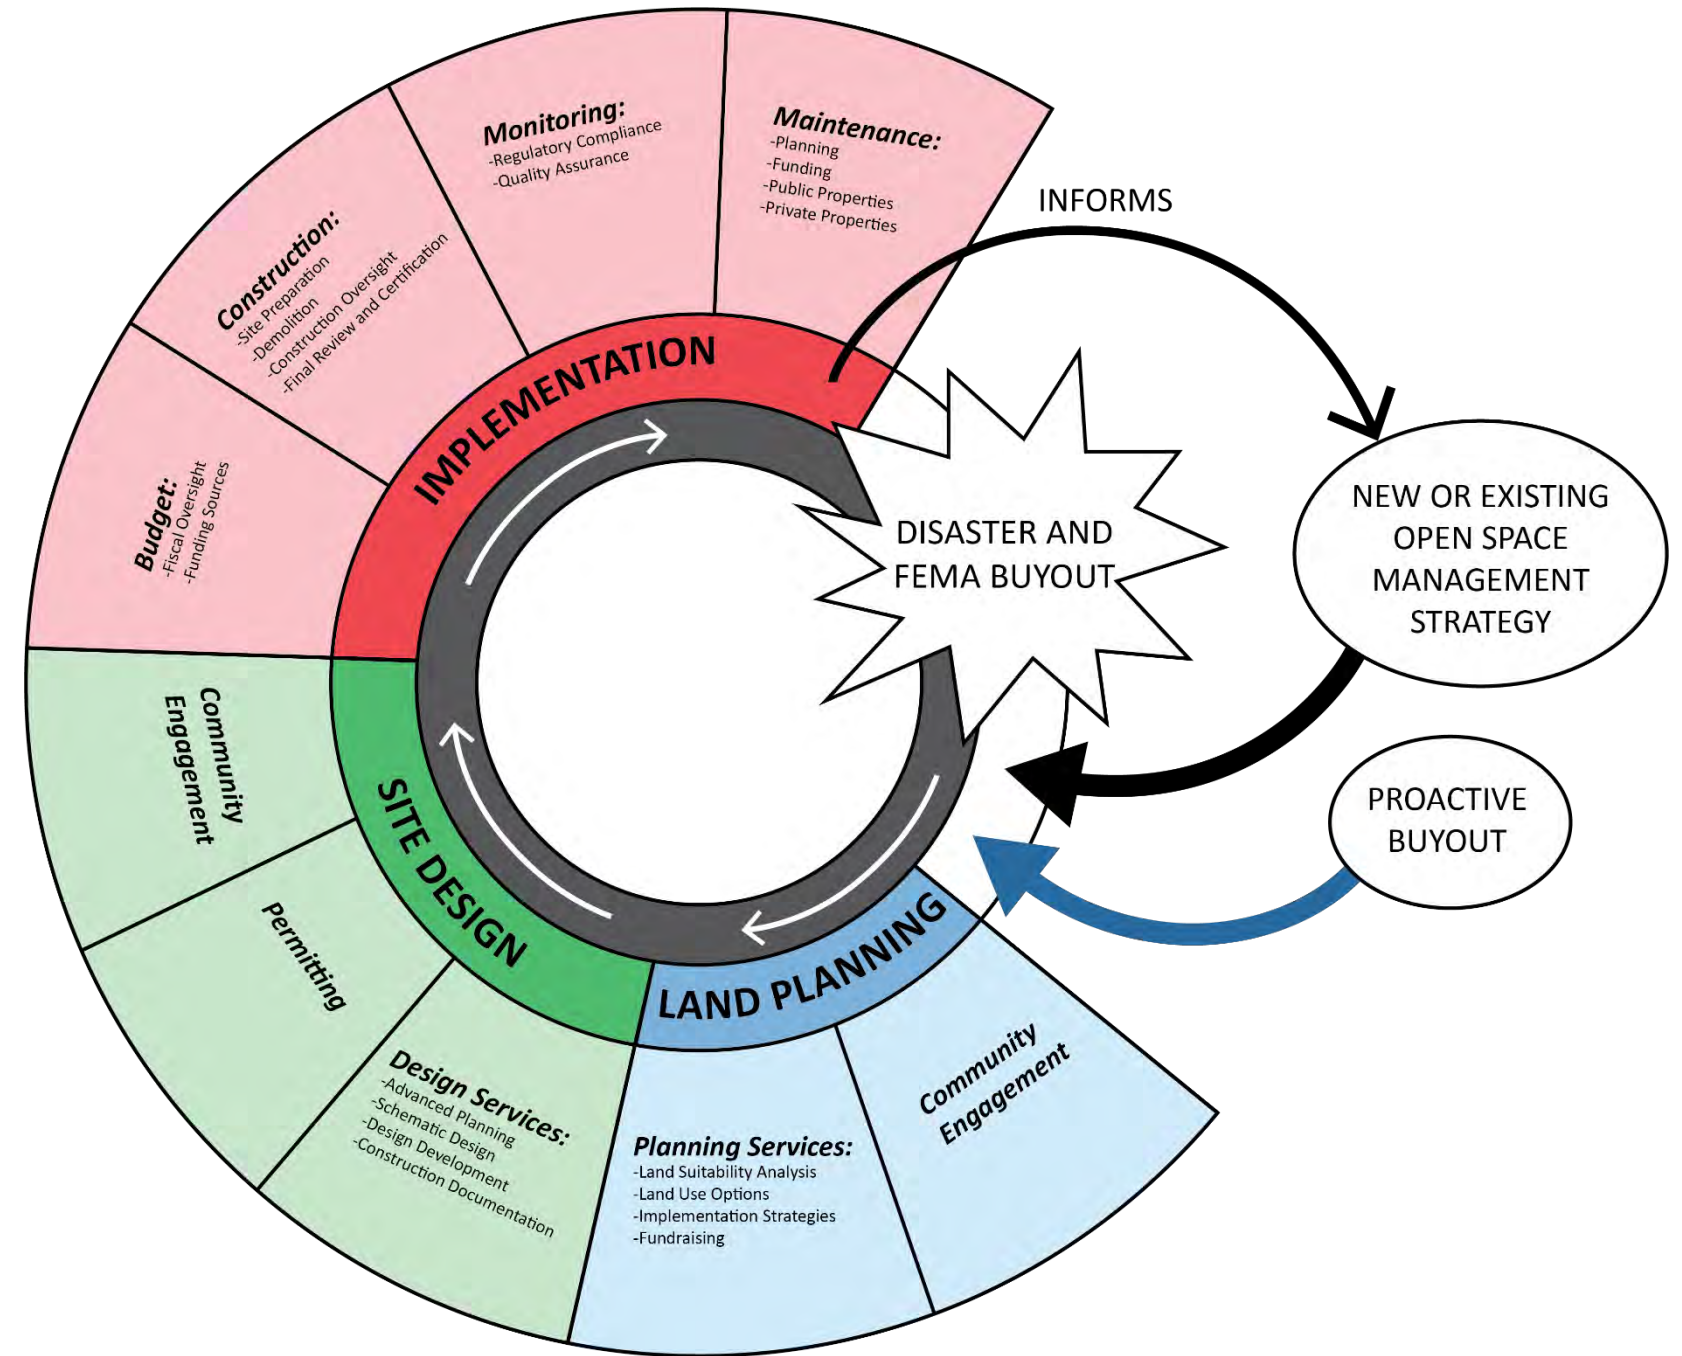 Maintenance:
-Planning
-Funding
-Public Properties
-Private Properties
Monitoring:
-Regulatory Compliance
-Quality Assurance
Construction:
-Site Preparation
-Demolition
-Construction Oversight
-Final Review and Certification
Budget:
-Fiscal Oversight
-Funding Sources
IMPLEMENTATION
INFORMS
DISASTER AND
FEMA BUYOUT
NEW OR EXISTING
OPEN SPACE
MANAGEMENT
STRATEGY
PROACTIVE
BUYOUT
Community
Engagement
Permitting
Design Services:
-Advanced Planning
-Schematic Design
-Design Development
-Construction Documentation
SITE DESIGN
LAND PLANNING
Planning Services:
-Land Suitability Analysis
-Land Use Options
-Implementation Strategies
-Fundraising
Community
Engagement